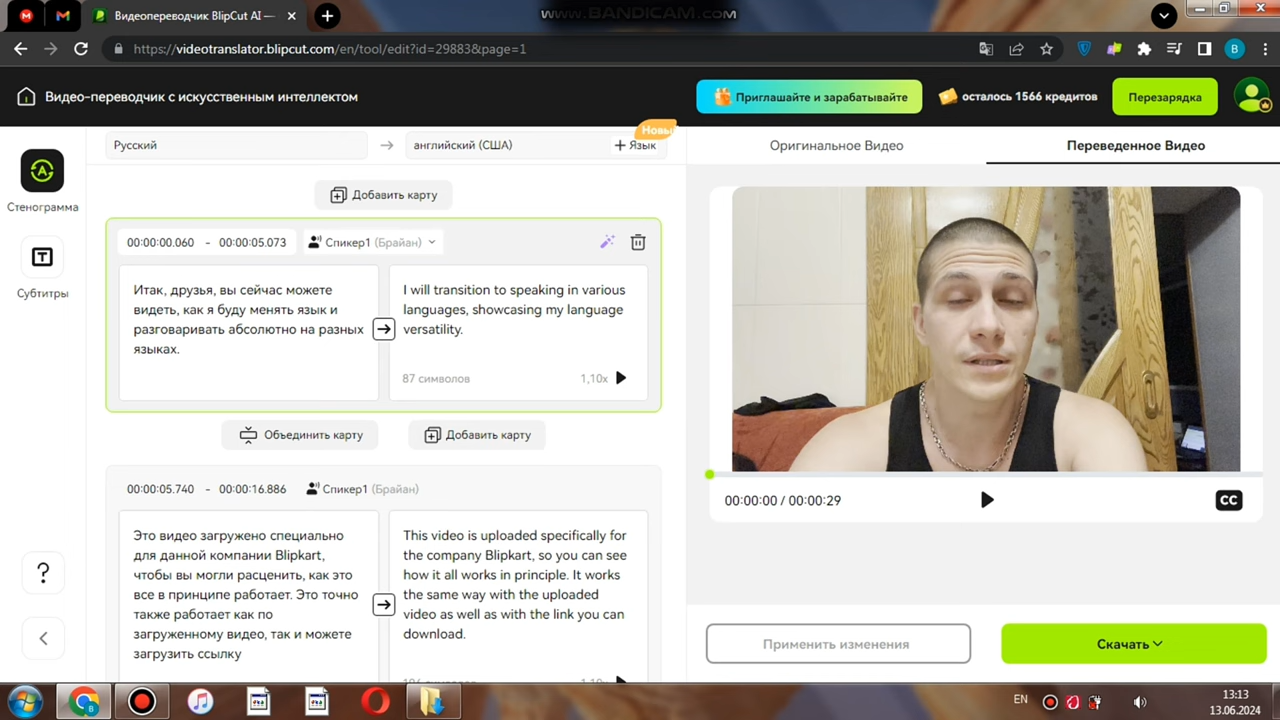 Видеопереводчик BlipCut AI —
www.BANDICAM.com
https://videotranslator.blipcut.com/en/tool/edit?id=29883&page=1
B
Видео-переводчик с искусственным интеллектом
Приглашайте и зарабатывайте
осталось 1566 кредитов
Перезарядка
Новы
Русский
английский (США)
+ Язык
Оригинальное Видео
Переведенное Видео
Стенограмма
Субтитры
Добавить карту
00:00:00.060 - 00:00:05.073
Спикер1 (Брайан)
Итак, друзья, вы сейчас можете
видеть, как я буду менять язык и
разговаривать абсолютно на разных
языках.
I will transition to speaking in various
languages, showcasing my language
versatility.
87 символов
1,10x
Объединить карту
Добавить карту
00:00:05.740 - 00:00:16.886
Спикер1 (Брайан)
Это видео загружено специально
для данной компании Blipkart,
чтобы вы могли расценить, как это
все в принципе работает. Это точно
также работает как по
загруженному видео, так и можете
загрузить ссылку
This video is uploaded specifically for
the company Blipkart, so you can see
how it all works in principle. It works
the same way with the uploaded
video as well as with the link you can
download.
00:00:00 / 00:00:29
CC
?
Применить изменения
Скачать
EN
13:13
13.06.2024